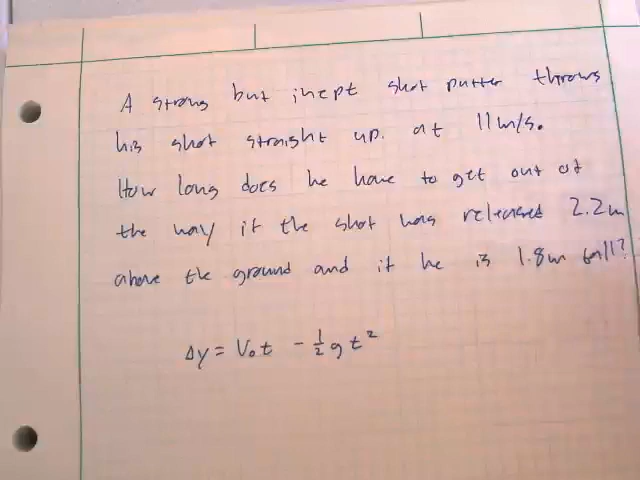 A strong but inept shot putter throws
his shot straight up. at 11 m/s.
How long does he have to get out of
the way if the shot was released 2.2m
above the ground and if he is 1.8m tall?
Δy = V₀t - ½gt²